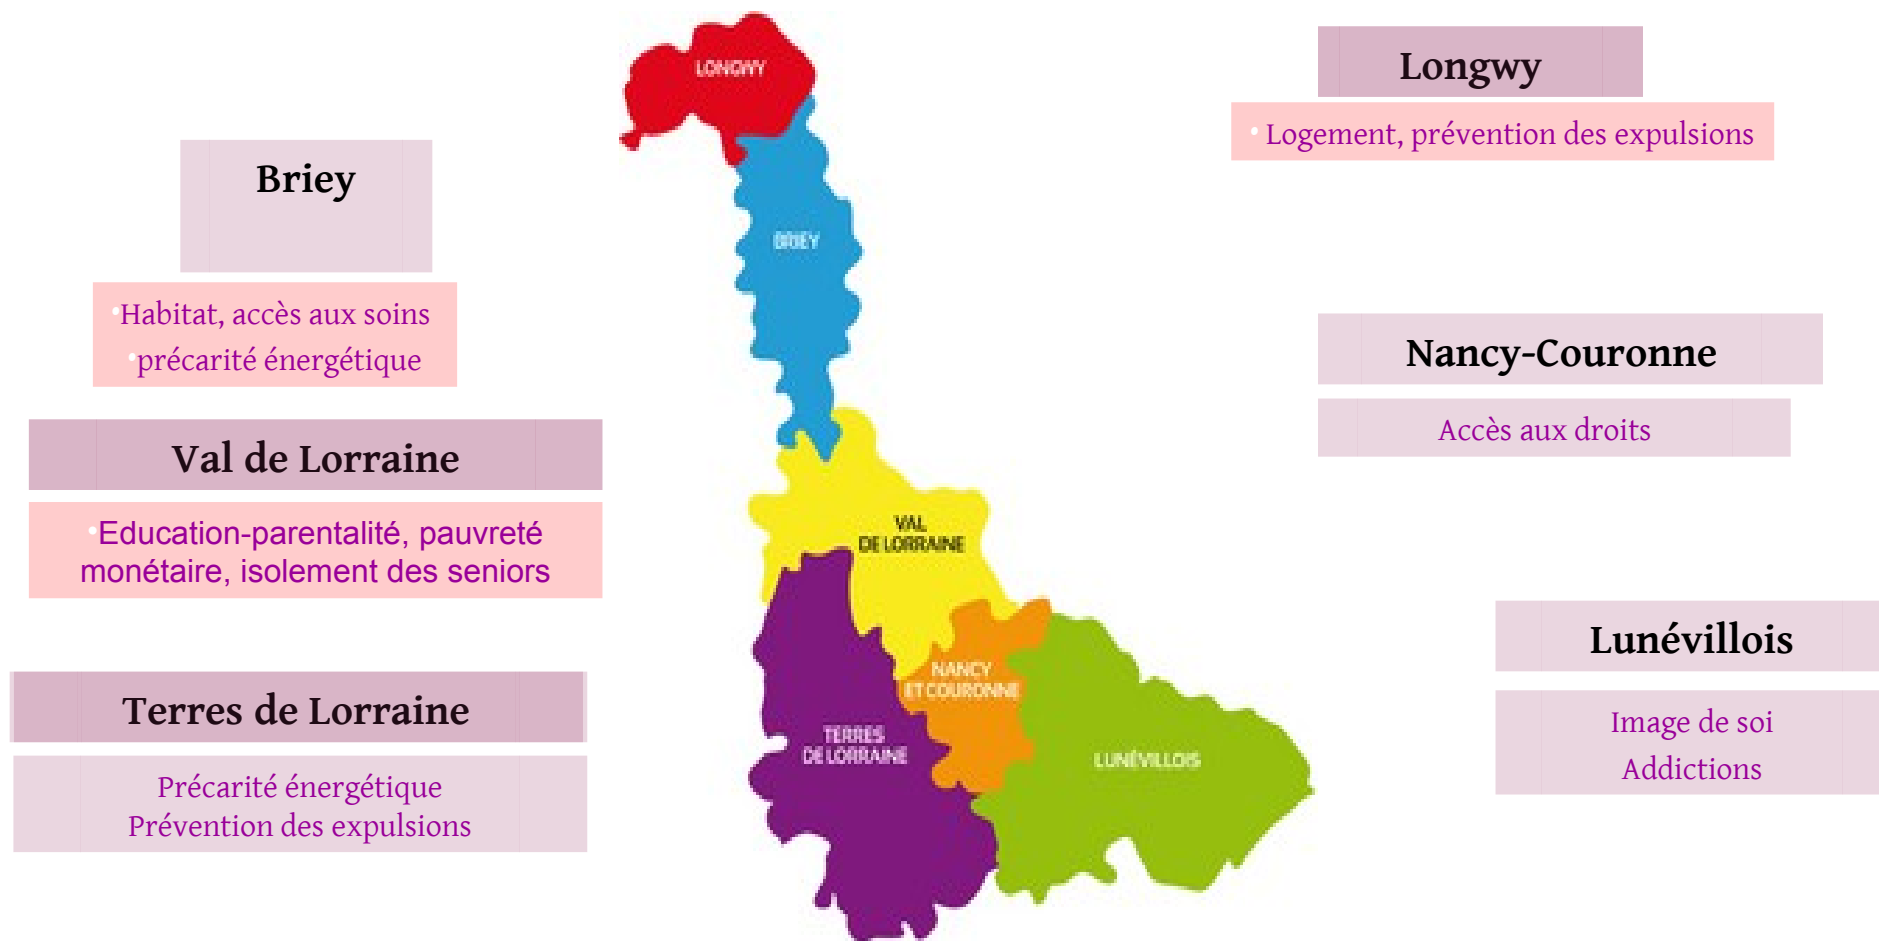 Longwy
• Logement, prévention des expulsions
Briey
•Habitat, accès aux soins
•précarité énergétique
Nancy-Couronne
Accès aux droits
Val de Lorraine
•Education-parentalité, pauvreté
monétaire, isolement des seniors
Lunévillois
Image de soi
Addictions
Terres de Lorraine
Précarité énergétique
Prévention des expulsions
LONGWY
BRIEY
VAL
DE LORRAINE
NANCY
ET COURONNE
TERRES
DE LORRAINE
LUNÉVILLOIS